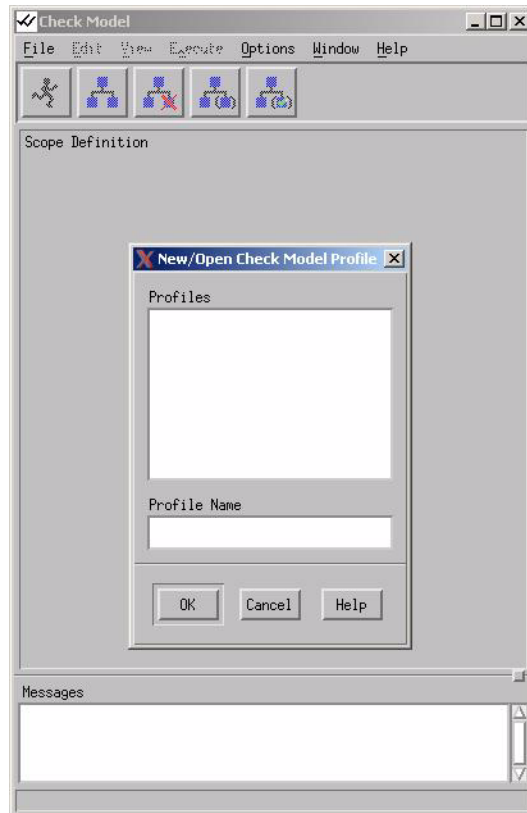 Check Model
File Edit View Execute Options Window Help
Scope Definition
New/Open Check Model Profile
Profiles
Profile Name
OK Cancel Help
Messages